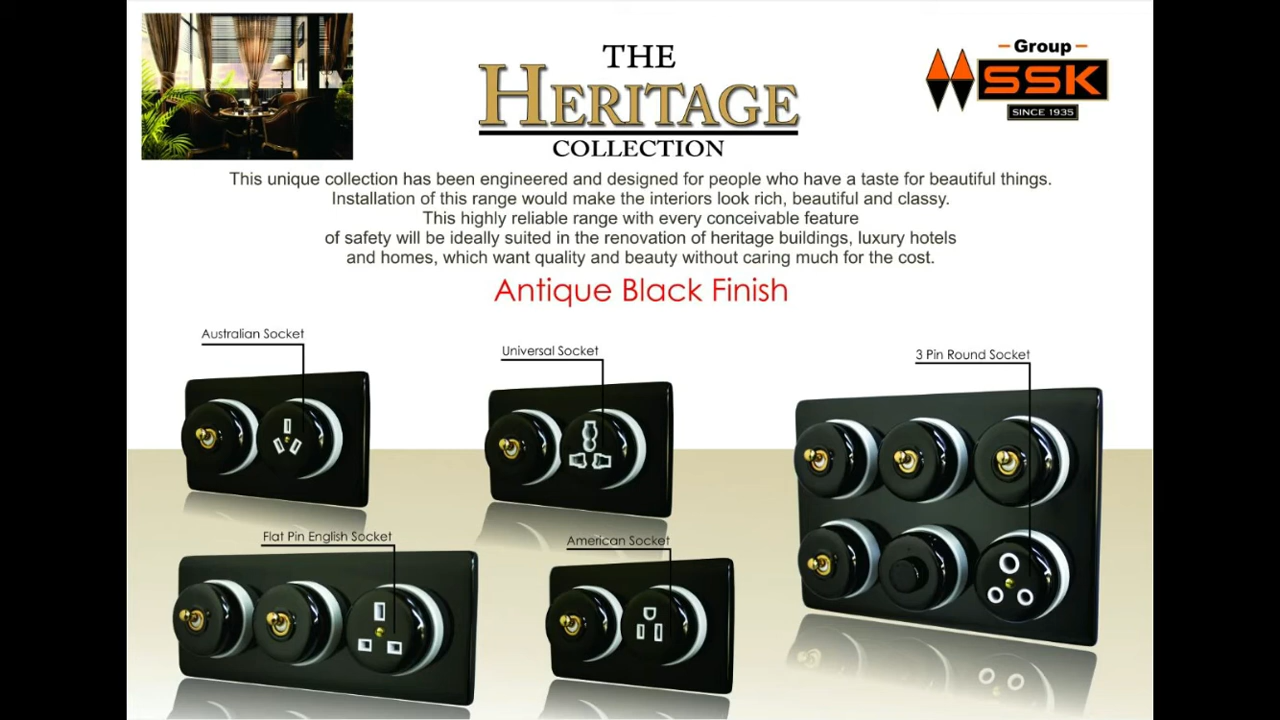 THE
HERITAGE
COLLECTION
Group
SSK
SINCE 1935
This unique collection has been engineered and designed for people who have a taste for beautiful things.
Installation of this range would make the interiors look rich, beautiful and classy.
This highly reliable range with every conceivable feature
of safety will be ideally suited in the renovation of heritage buildings, luxury hotels
and homes, which want quality and beauty without caring much for the cost.
Antique Black Finish
Australian Socket
Universal Socket
3 Pin Round Socket
Flat Pin English Socket
American Socket